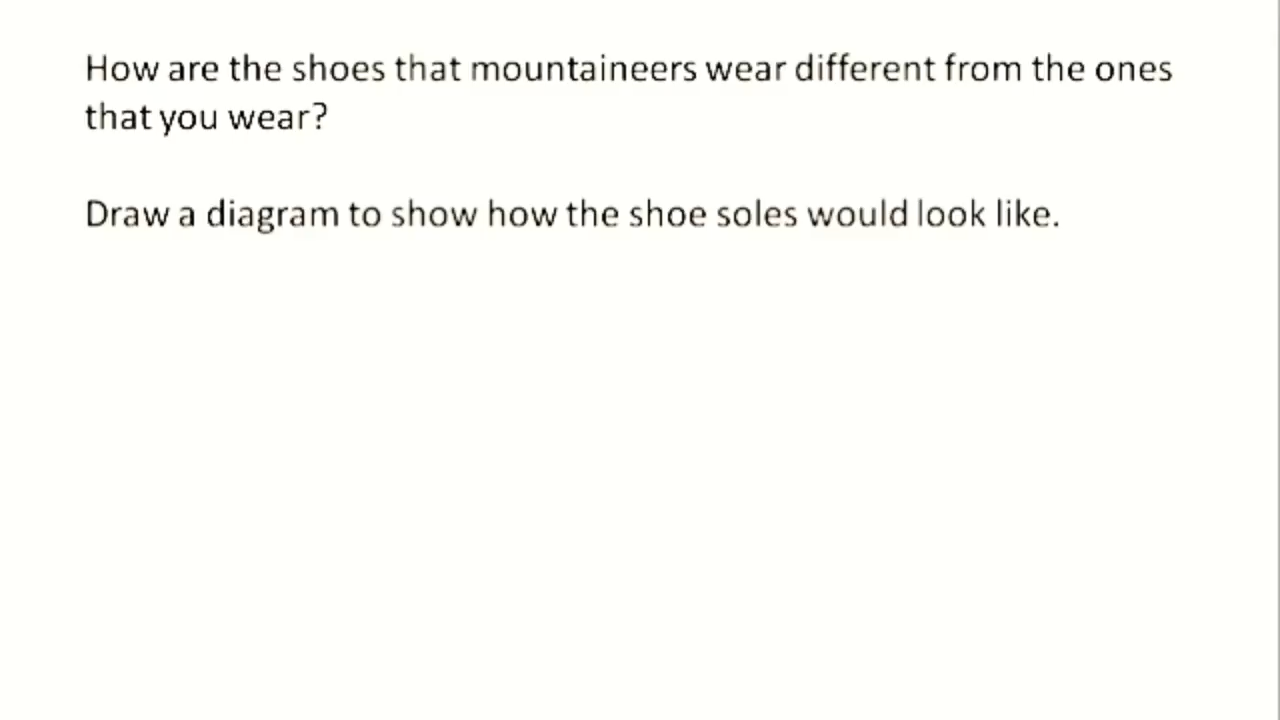 How are the shoes that mountaineers wear different from the ones
that you wear?
Draw a diagram to show how the shoe soles would look like.